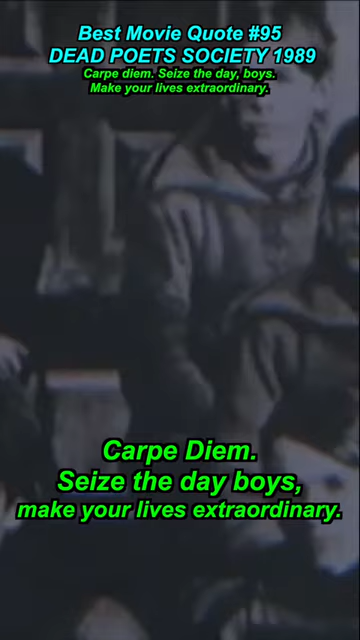 Best Movie Quote #95
DEAD POETS SOCIETY 1989
Carpe diem. Seize the day, boys.
Make your lives extraordinary.
Carpe Diem.
Seize the day boys,
make your lives extraordinary.